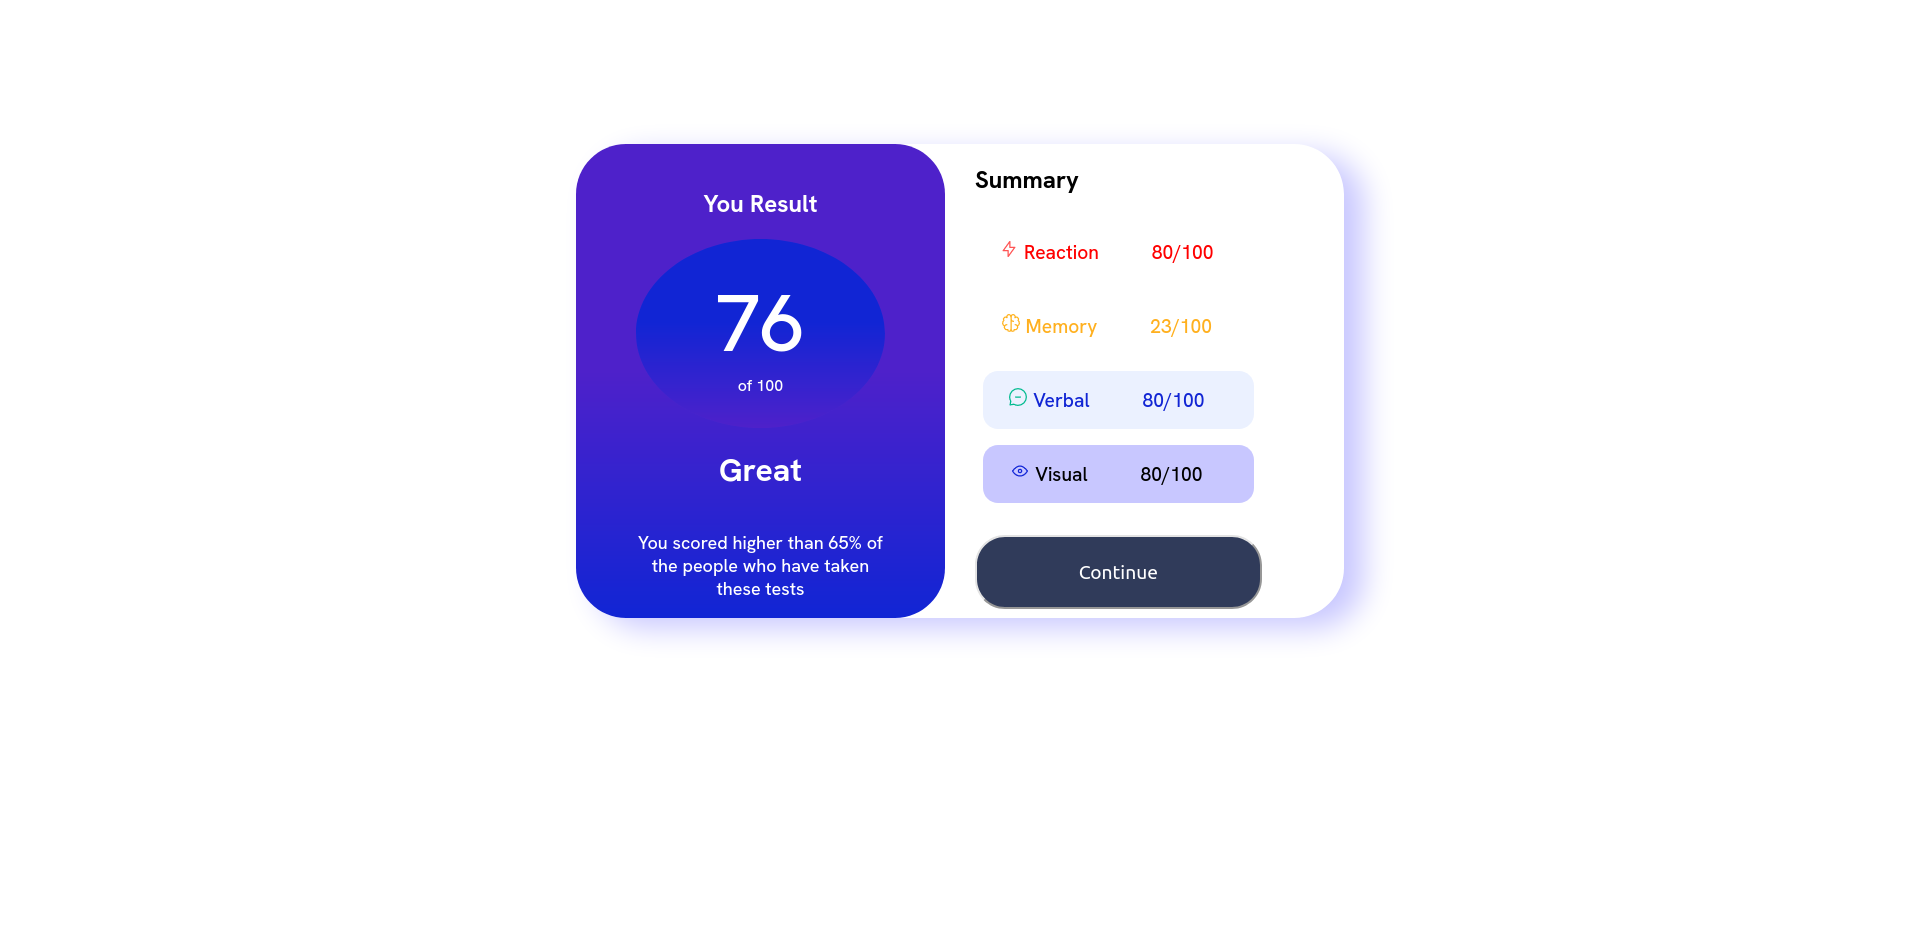 You Result
76
of 100
Great
You scored higher than 65% of
the people who have taken
these tests
Summary
Reaction 80/100
Memory 23/100
Verbal 80/100
Visual 80/100
Continue